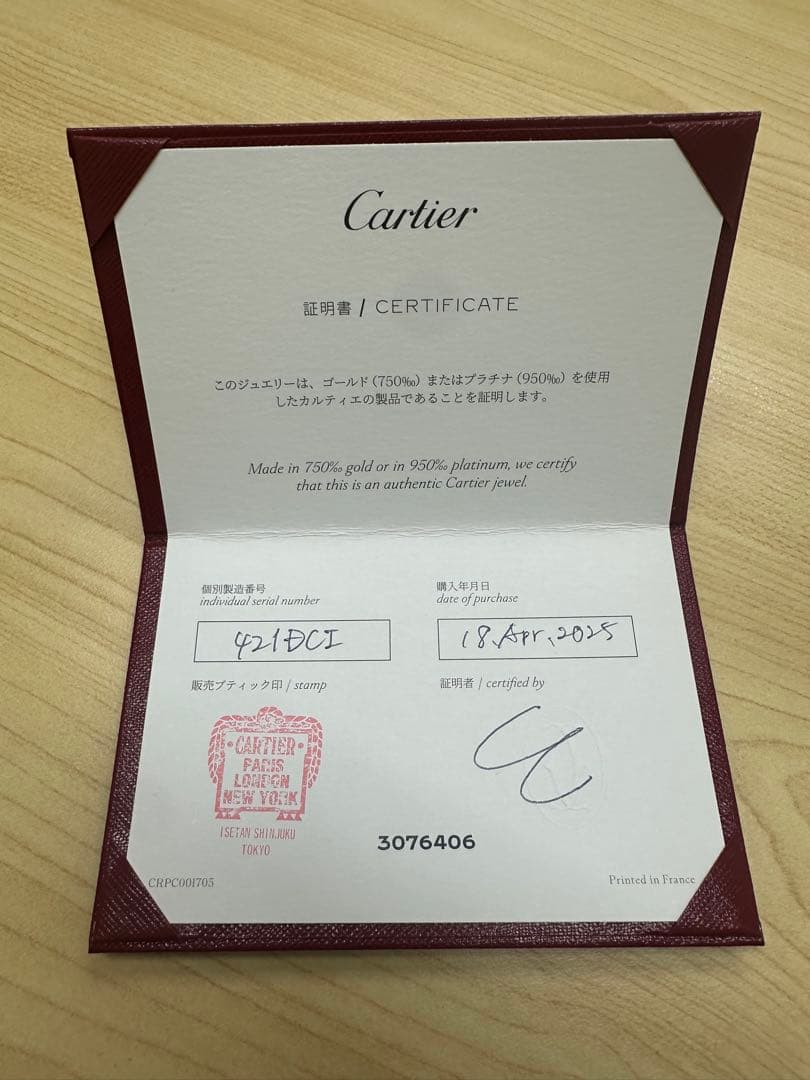 Cartier
証明書 / CERTIFICATE
このジュエリーは、ゴールド(750‰)またはプラチナ(950‰)を使用
したカルティエの製品であることを証明します。
Made in 750‰ gold or in 950‰ platinum, we certify
that this is an authentic Cartier jewel.
個別製造番号
individual serial number
421DCI
購入年月日
date of purchase
18, Apr, 2025
販売ブティック印 / stamp
CARTIER
PARIS
LONDON
NEW YORK
ISETAN SHINJUKU
TOKYO
証明者 / certified by
3076406
CRPC001705
Printed in France